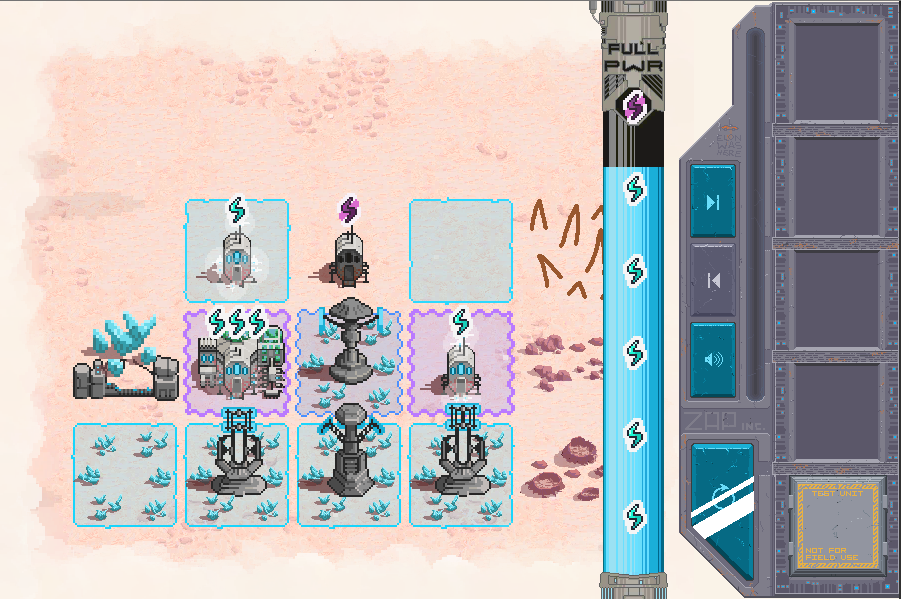 FULL
PWR
ZAP INC.
TEST UNIT
NOT FOR
FIELD USE